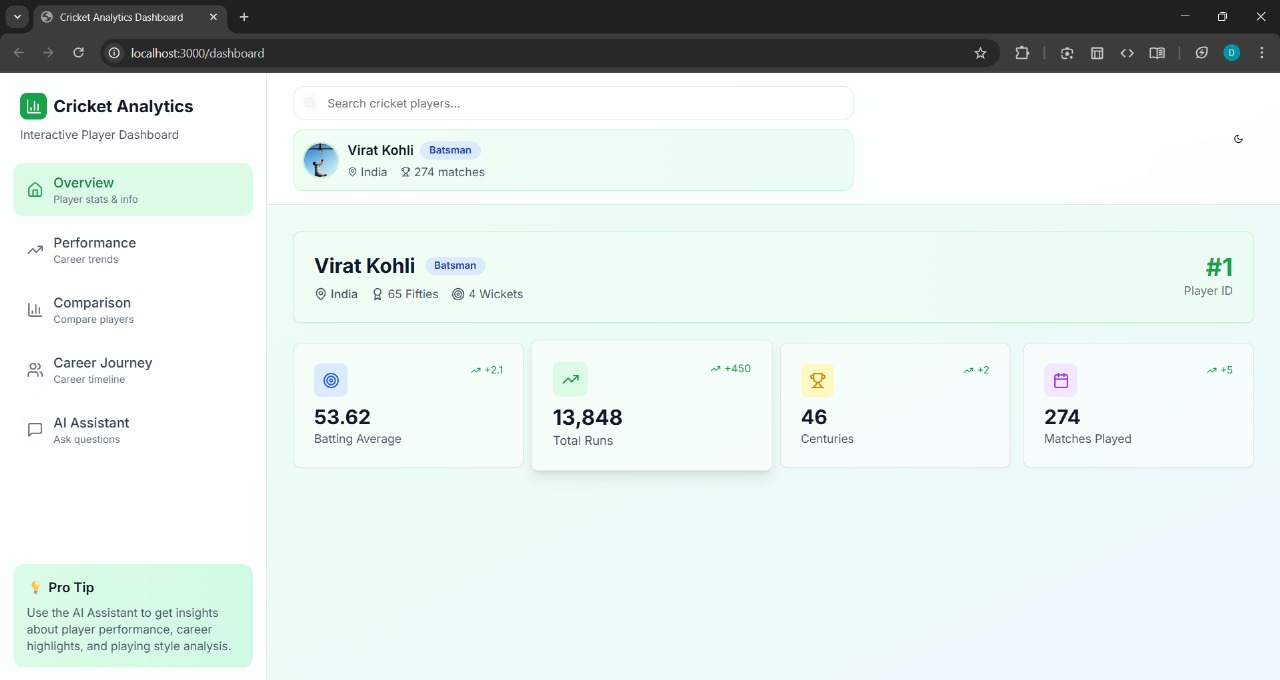 Cricket Analytics Dashboard
localhost:3000/dashboard
D
Cricket Analytics
Interactive Player Dashboard
Overview
Player stats & info
Performance
Career trends
Comparison
Compare players
Career Journey
Career timeline
AI Assistant
Ask questions
Pro Tip
Use the AI Assistant to get insights
about player performance, career
highlights, and playing style analysis.
Search cricket players...
Virat Kohli Batsman
India 274 matches
Virat Kohli Batsman
India 65 Fifties 4 Wickets
#1
Player ID
+2.1
53.62
Batting Average
+450
13,848
Total Runs
+2
46
Centuries
+5
274
Matches Played